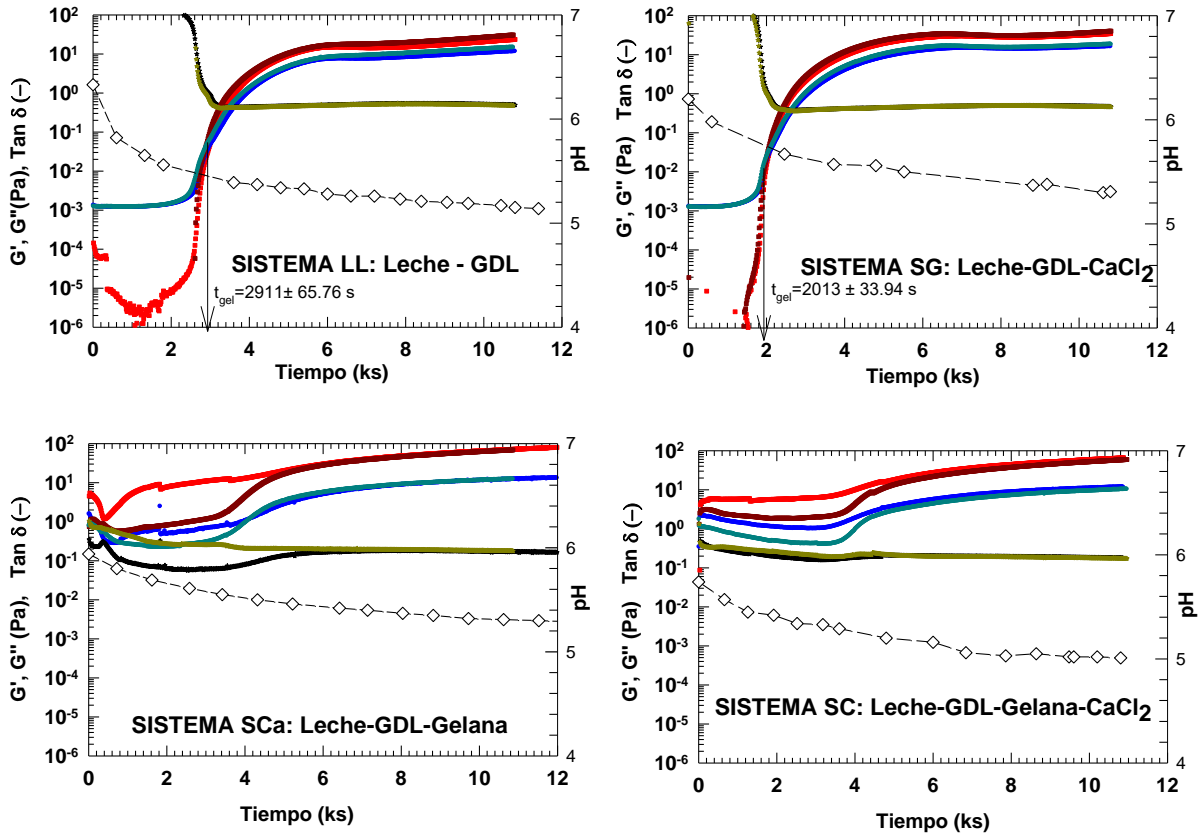 10² 10¹ 10⁰ 10⁻¹ 10⁻² 10⁻³ 10⁻⁴ 10⁻⁵ 10⁻⁶
G', G''(Pa), Tan δ (–)
7 6 5 4
pH
SISTEMA LL: Leche - GDL
t_gel=2911± 65.76 s
0 2 4 6 8 10 12
Tiempo (ks)
10² 10¹ 10⁰ 10⁻¹ 10⁻² 10⁻³ 10⁻⁴ 10⁻⁵ 10⁻⁶
G', G'' (Pa) Tan δ (–)
7 6 5 4
pH
SISTEMA SG: Leche-GDL-CaCl₂
t_gel=2013 ± 33.94 s
0 2 4 6 8 10 12
Tiempo (ks)
10² 10¹ 10⁰ 10⁻¹ 10⁻² 10⁻³ 10⁻⁴ 10⁻⁵ 10⁻⁶
G', G'' (Pa), Tan δ (–)
7 6 5 4
pH
SISTEMA SCa: Leche-GDL-Gelana
0 2 4 6 8 10 12
Tiempo (ks)
10² 10¹ 10⁰ 10⁻¹ 10⁻² 10⁻³ 10⁻⁴ 10⁻⁵ 10⁻⁶
G', G'' (Pa) Tan δ (–)
7 6 5 4
pH
SISTEMA SC: Leche-GDL-Gelana-CaCl₂
0 2 4 6 8 10 12
Tiempo (ks)